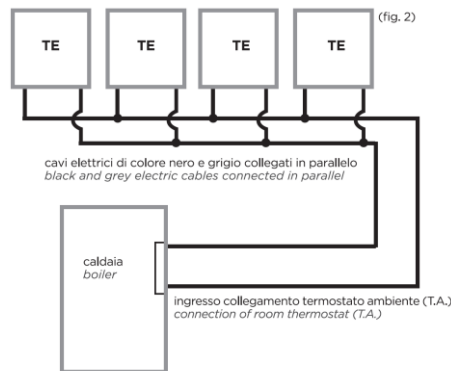 (fig. 2)
TE TE TE TE
cavi elettrici di colore nero e grigio collegati in parallelo
black and grey electric cables connected in parallel
caldaia
boiler
ingresso collegamento termostato ambiente (T.A.)
connection of room thermostat (T.A.)